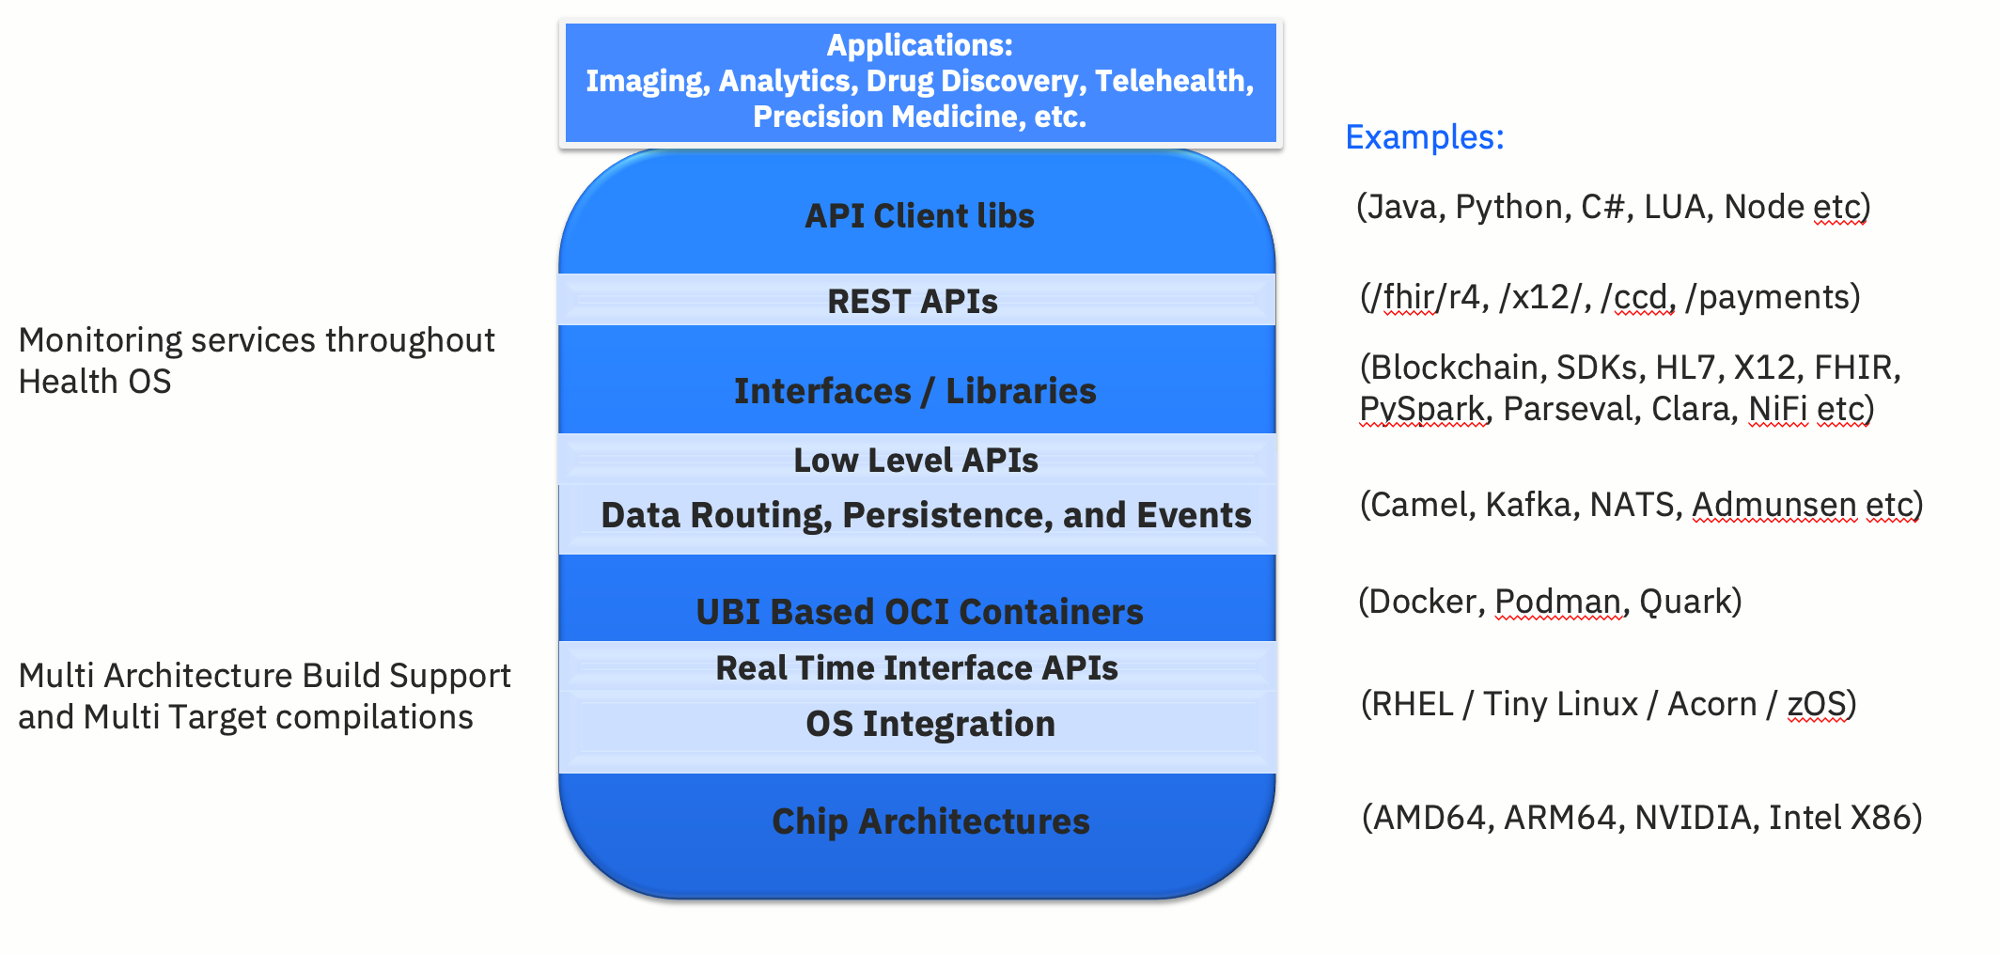 Applications:
Imaging, Analytics, Drug Discovery, Telehealth,
Precision Medicine, etc.
Examples:
API Client libs
(Java, Python, C#, LUA, Node etc)
REST APIs
(/fhir/r4, /x12/, /ccd, /payments)
Monitoring services throughout
Health OS
Interfaces / Libraries
(Blockchain, SDKs, HL7, X12, FHIR,
PySpark, Parseval, Clara, NiFi etc)
Low Level APIs
Data Routing, Persistence, and Events
(Camel, Kafka, NATS, Admunsen etc)
UBI Based OCI Containers
(Docker, Podman, Quark)
Multi Architecture Build Support
and Multi Target compilations
Real Time Interface APIs
OS Integration
(RHEL / Tiny Linux / Acorn / zOS)
Chip Architectures
(AMD64, ARM64, NVIDIA, Intel X86)